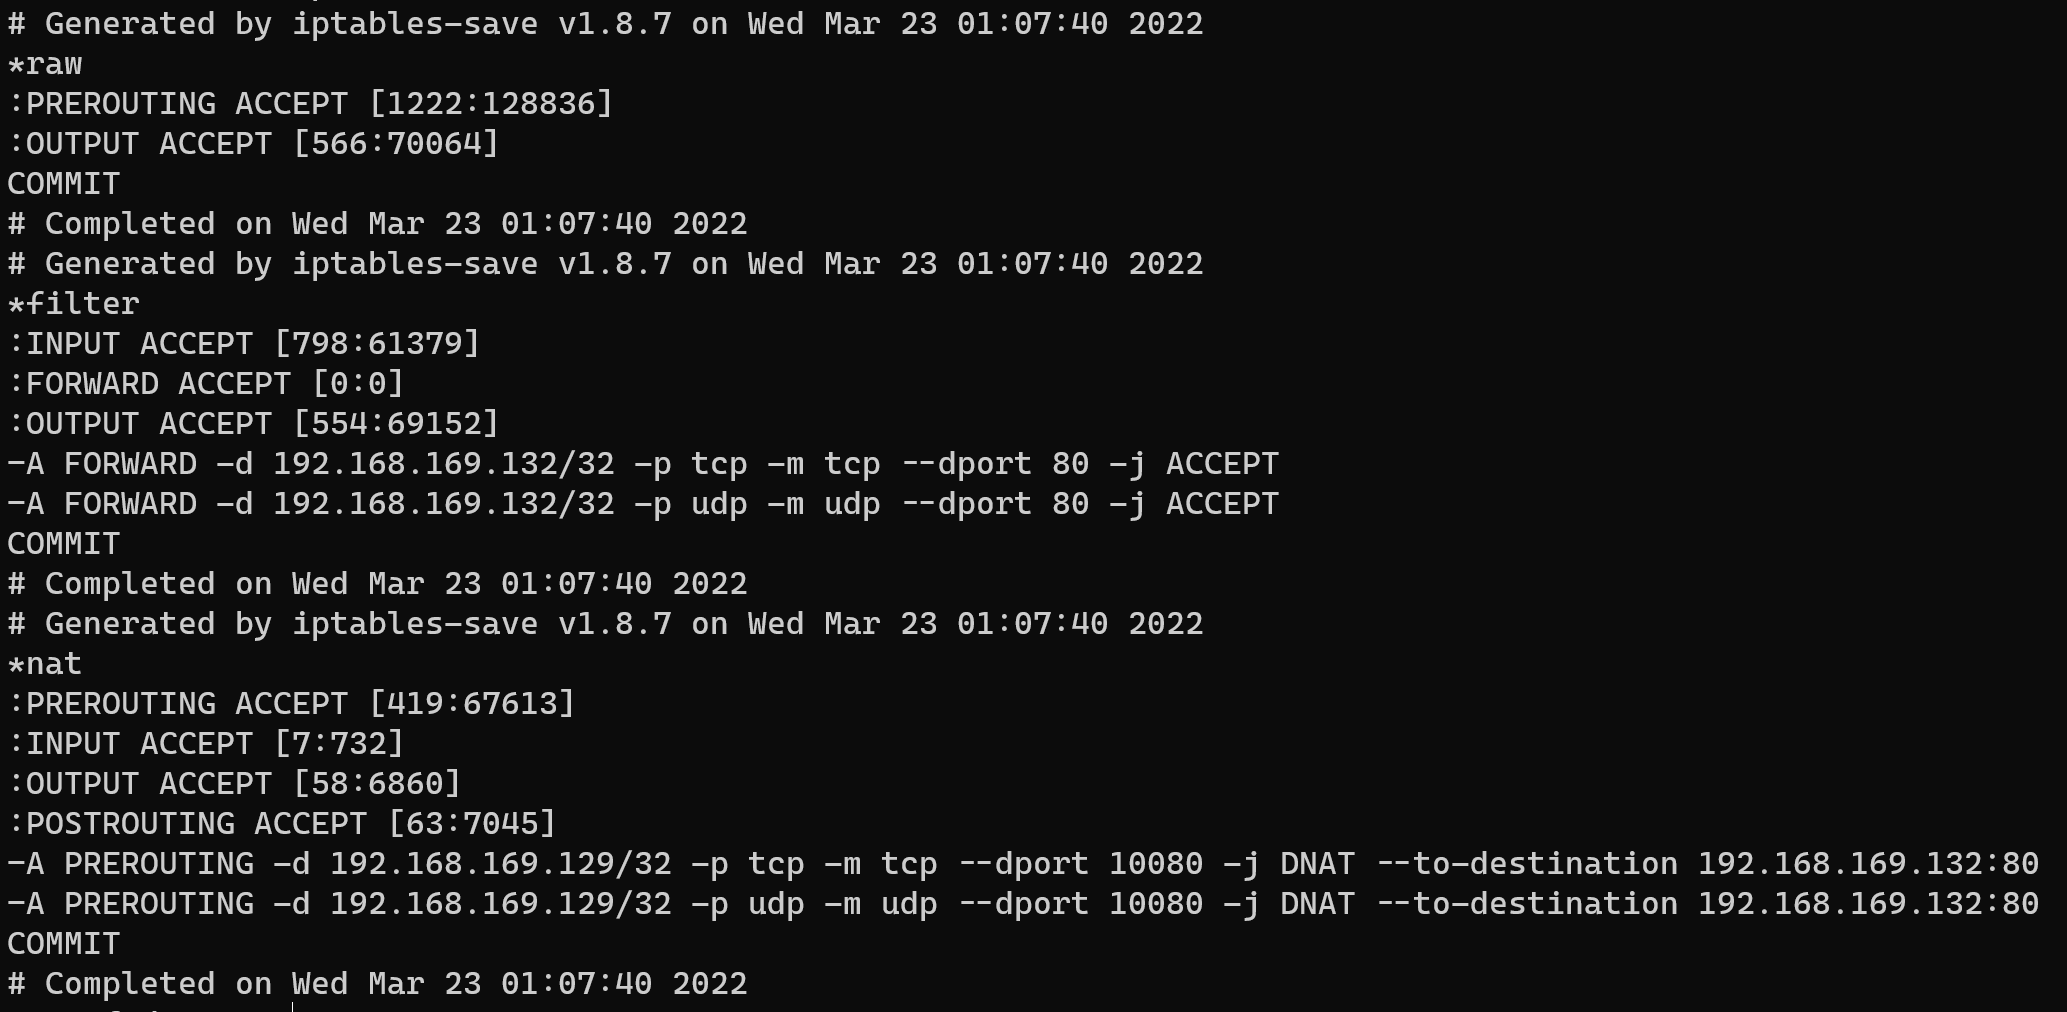 # Generated by iptables-save v1.8.7 on Wed Mar 23 01:07:40 2022
*raw
:PREROUTING ACCEPT [1222:128836]
:OUTPUT ACCEPT [566:70064]
COMMIT
# Completed on Wed Mar 23 01:07:40 2022
# Generated by iptables-save v1.8.7 on Wed Mar 23 01:07:40 2022
*filter
:INPUT ACCEPT [798:61379]
:FORWARD ACCEPT [0:0]
:OUTPUT ACCEPT [554:69152]
-A FORWARD -d 192.168.169.132/32 -p tcp -m tcp --dport 80 -j ACCEPT
-A FORWARD -d 192.168.169.132/32 -p udp -m udp --dport 80 -j ACCEPT
COMMIT
# Completed on Wed Mar 23 01:07:40 2022
# Generated by iptables-save v1.8.7 on Wed Mar 23 01:07:40 2022
*nat
:PREROUTING ACCEPT [419:67613]
:INPUT ACCEPT [7:732]
:OUTPUT ACCEPT [58:6860]
:POSTROUTING ACCEPT [63:7045]
-A PREROUTING -d 192.168.169.129/32 -p tcp -m tcp --dport 10080 -j DNAT --to-destination 192.168.169.132:80
-A PREROUTING -d 192.168.169.129/32 -p udp -m udp --dport 10080 -j DNAT --to-destination 192.168.169.132:80
COMMIT
# Completed on Wed Mar 23 01:07:40 2022